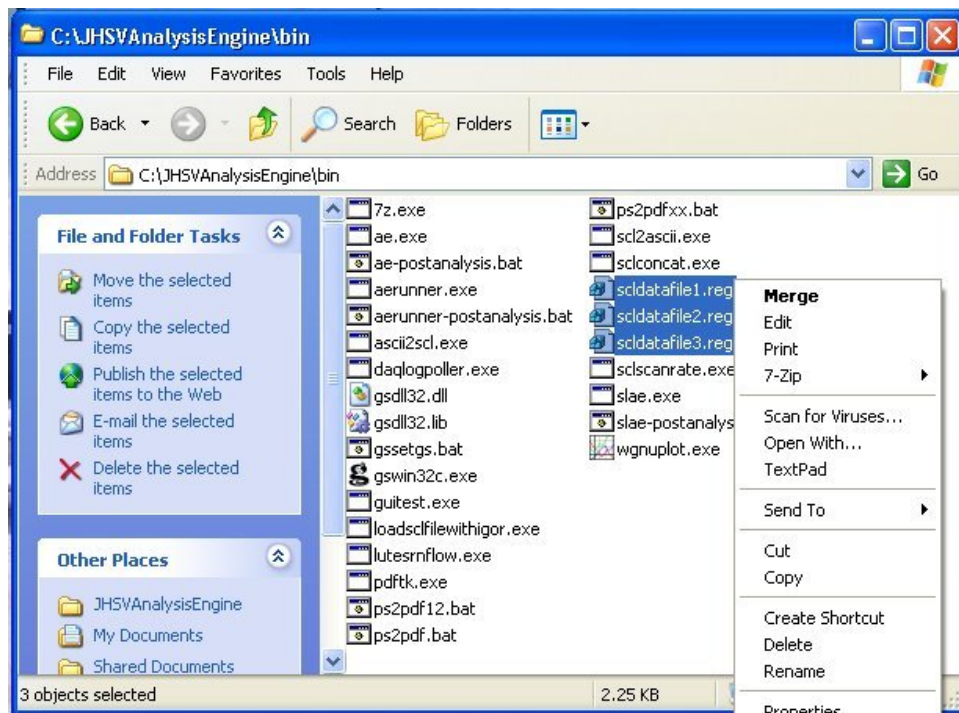 C:\JHSVAnalysisEngine\bin
File Edit View Favorites Tools Help
Back Search Folders
Address C:\JHSVAnalysisEngine\bin Go
File and Folder Tasks
Move the selected
items
Copy the selected
items
Publish the selected
items to the Web
E-mail the selected
items
Delete the selected
items
Other Places
JHSVAnalysisEngine
My Documents
Shared Documents
7z.exe
ae.exe
ae-postanalysis.bat
aerunner.exe
aerunner-postanalysis.bat
ascii2scl.exe
daqlogpoller.exe
gsdll32.dll
gsdll32.lib
gssetgs.bat
gswin32c.exe
guitest.exe
loadsclfilewithigor.exe
lutesrnflow.exe
pdftk.exe
ps2pdf12.bat
ps2pdf.bat
ps2pdfxx.bat
scl2ascii.exe
sclconcat.exe
scldatafile1.reg
scldatafile2.reg
scldatafile3.reg
sclscanrate.exe
slae.exe
slae-postanalys
wgnuplot.exe
Merge
Edit
Print
7-Zip
Scan for Viruses...
Open With...
TextPad
Send To
Cut
Copy
Create Shortcut
Delete
Rename
Properties
3 objects selected
2.25 KB